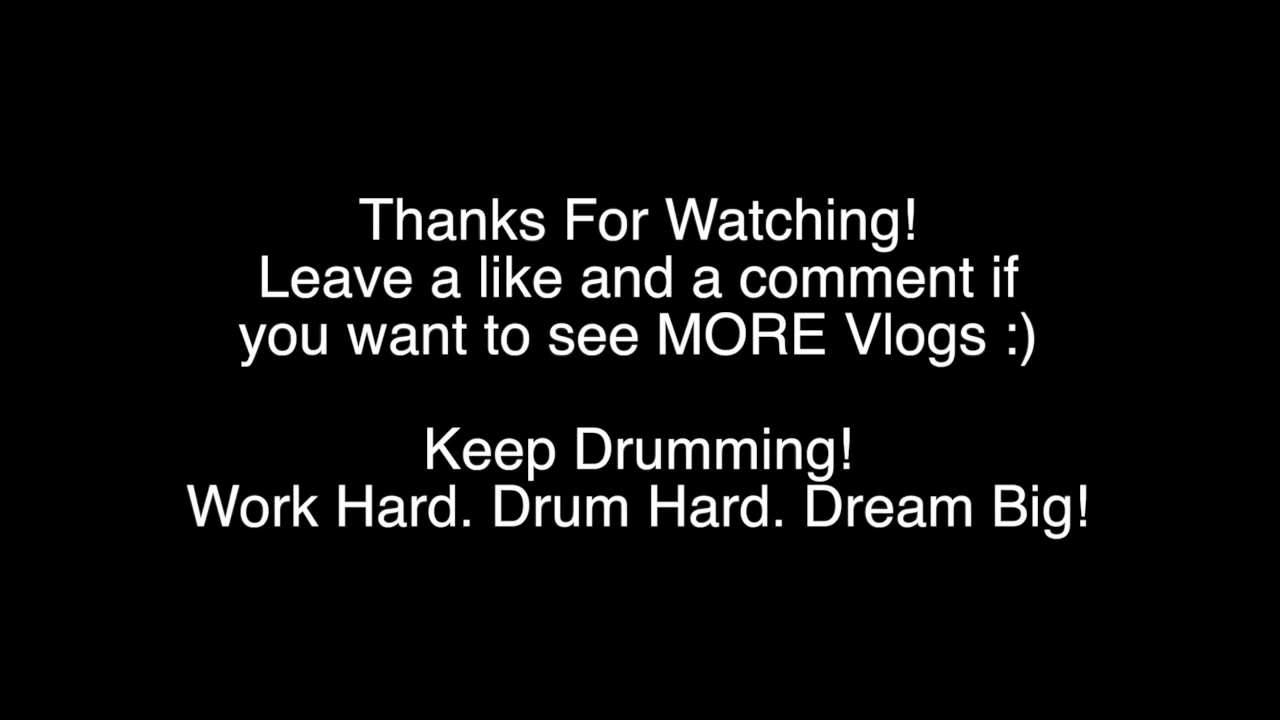 Thanks For Watching!
Leave a like and a comment if
you want to see MORE Vlogs :)
Keep Drumming!
Work Hard. Drum Hard. Dream Big!